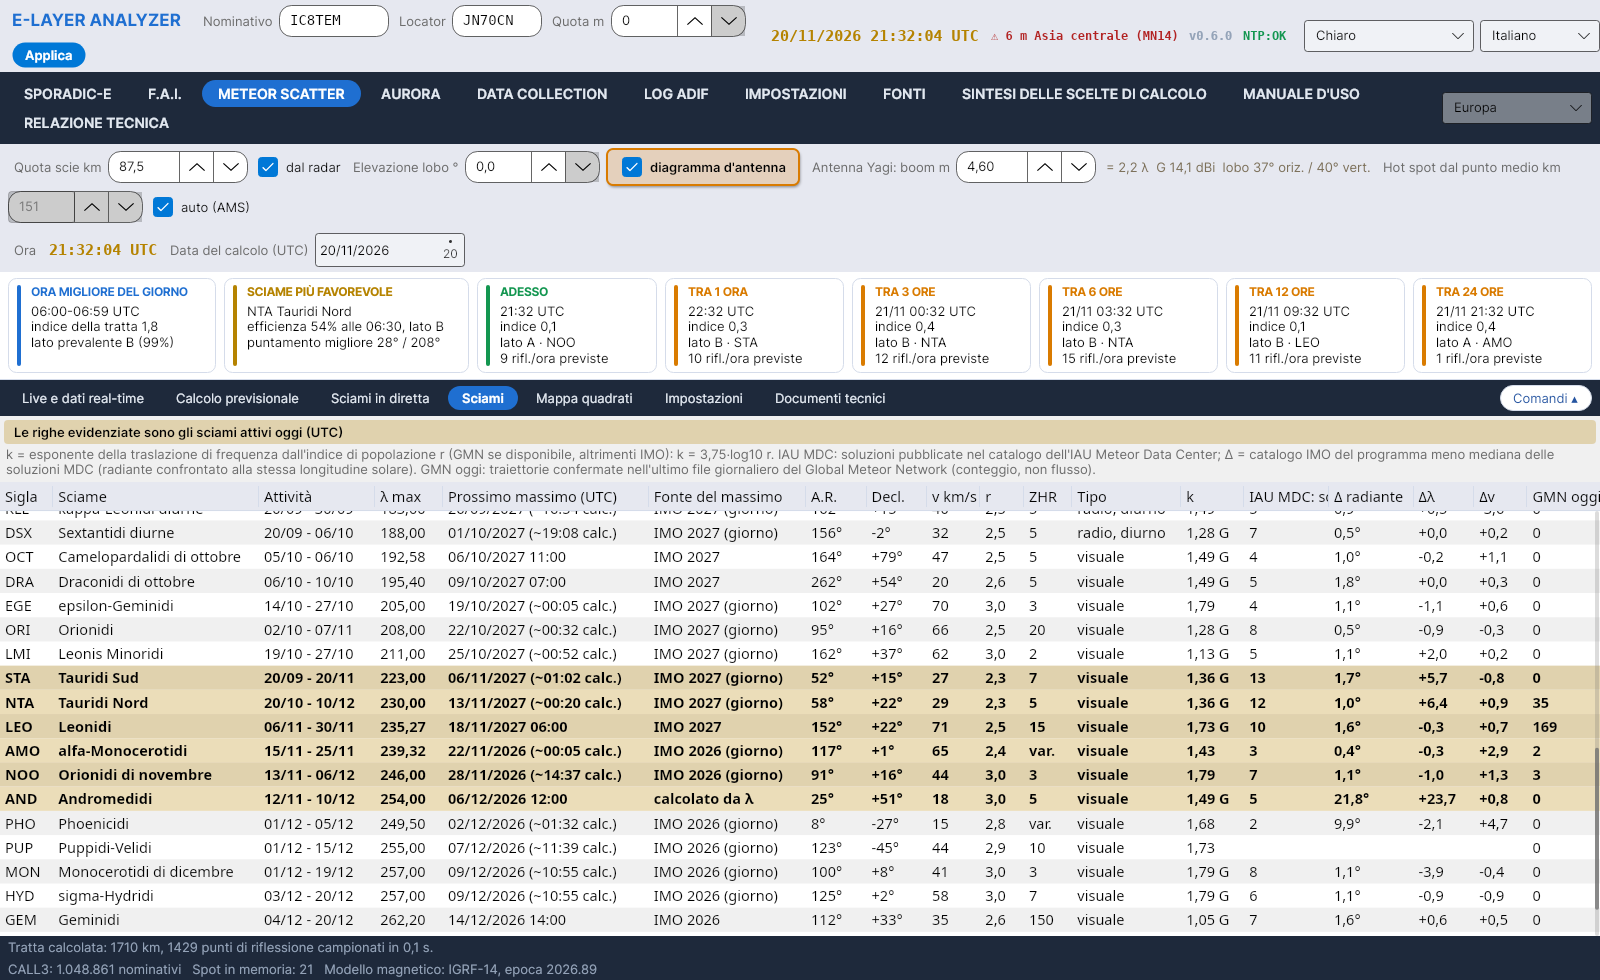 E-LAYER ANALYZER Nominativo IC8TEM Locator JN70CN Quota m 0
20/11/2026 21:32:04 UTC ⚠ 6 m Asia centrale (MN14) v0.6.0 NTP:OK Chiaro Italiano
Applica
SPORADIC-E F.A.I. METEOR SCATTER AURORA DATA COLLECTION LOG ADIF IMPOSTAZIONI FONTI SINTESI DELLE SCELTE DI CALCOLO MANUALE D'USO
RELAZIONE TECNICA
Europa
Quota scie km 87,5 dal radar Elevazione lobo ° 0,0 diagramma d'antenna Antenna Yagi: boom m 4,60 = 2,2 λ G 14,1 dBi lobo 37° oriz. / 40° vert. Hot spot dal punto medio km
151 auto (AMS)
Ora 21:32:04 UTC Data del calcolo (UTC) 20/11/2026 20
ORA MIGLIORE DEL GIORNO
06:00-06:59 UTC
indice della tratta 1,8
lato prevalente B (99%)
SCIAME PIÙ FAVOREVOLE
NTA Tauridi Nord
efficienza 54% alle 06:30, lato B
puntamento migliore 28° / 208°
ADESSO
21:32 UTC
indice 0,1
lato A · NOO
9 rifl./ora previste
TRA 1 ORA
22:32 UTC
indice 0,3
lato B · STA
10 rifl./ora previste
TRA 3 ORE
21/11 00:32 UTC
indice 0,4
lato B · NTA
12 rifl./ora previste
TRA 6 ORE
21/11 03:32 UTC
indice 0,3
lato B · NTA
15 rifl./ora previste
TRA 12 ORE
21/11 09:32 UTC
indice 0,1
lato B · LEO
11 rifl./ora previste
TRA 24 ORE
21/11 21:32 UTC
indice 0,4
lato A · AMO
1 rifl./ora previste
Live e dati real-time Calcolo previsionale Sciami in diretta Sciami Mappa quadrati Impostazioni Documenti tecnici Comandi ▴
Le righe evidenziate sono gli sciami attivi oggi (UTC)
k = esponente della traslazione di frequenza dall'indice di popolazione r (GMN se disponibile, altrimenti IMO): k = 3,75·log10 r. IAU MDC: soluzioni pubblicate nel catalogo dell'IAU Meteor Data Center; Δ = catalogo IMO del programma meno mediana delle
soluzioni MDC (radiante confrontato alla stessa longitudine solare). GMN oggi: traiettorie confermate nell'ultimo file giornaliero del Global Meteor Network (conteggio, non flusso).
Sigla Sciame Attività λ max Prossimo massimo (UTC) Fonte del massimo A.R. Decl. v km/s r ZHR Tipo k IAU MDC: so Δ radiante Δλ Δv GMN oggi
DSX Sextantidi diurne 20/09 - 06/10 188,00 01/10/2027 (~19:08 calc.) IMO 2027 (giorno) 156° -2° 32 2,5 5 radio, diurno 1,28 G 7 0,5° +0,0 +0,2 0
OCT Camelopardalidi di ottobre 05/10 - 06/10 192,58 06/10/2027 11:00 IMO 2027 164° +79° 47 2,5 5 visuale 1,49 G 4 1,0° -0,2 +1,1 0
DRA Draconidi di ottobre 06/10 - 10/10 195,40 09/10/2027 07:00 IMO 2027 262° +54° 20 2,6 5 visuale 1,49 G 5 1,8° +0,0 +0,3 0
EGE epsilon-Geminidi 14/10 - 27/10 205,00 19/10/2027 (~00:05 calc.) IMO 2027 (giorno) 102° +27° 70 3,0 3 visuale 1,79 4 1,1° -1,1 +0,6 0
ORI Orionidi 02/10 - 07/11 208,00 22/10/2027 (~00:32 calc.) IMO 2027 (giorno) 95° +16° 66 2,5 20 visuale 1,28 G 8 0,5° -0,9 -0,3 0
LMI Leonis Minoridi 19/10 - 27/10 211,00 25/10/2027 (~00:52 calc.) IMO 2027 (giorno) 162° +37° 62 3,0 2 visuale 1,13 G 5 1,1° +2,0 +0,2 0
STA Tauridi Sud 20/09 - 20/11 223,00 06/11/2027 (~01:02 calc.) IMO 2027 (giorno) 52° +15° 27 2,3 7 visuale 1,36 G 13 1,7° +5,7 -0,8 0
NTA Tauridi Nord 20/10 - 10/12 230,00 13/11/2027 (~00:20 calc.) IMO 2027 (giorno) 58° +22° 29 2,3 5 visuale 1,36 G 12 1,0° +6,4 +0,9 35
LEO Leonidi 06/11 - 30/11 235,27 18/11/2027 06:00 IMO 2027 152° +22° 71 2,5 15 visuale 1,73 G 10 1,6° -0,3 +0,7 169
AMO alfa-Monocerotidi 15/11 - 25/11 239,32 22/11/2026 (~00:05 calc.) IMO 2026 (giorno) 117° +1° 65 2,4 var. visuale 1,43 3 0,4° -0,3 +2,9 2
NOO Orionidi di novembre 13/11 - 06/12 246,00 28/11/2026 (~14:37 calc.) IMO 2026 (giorno) 91° +16° 44 3,0 3 visuale 1,79 7 1,1° -1,0 +1,3 3
AND Andromedidi 12/11 - 10/12 254,00 06/12/2026 12:00 calcolato da λ 25° +51° 18 3,0 5 visuale 1,49 G 5 21,8° +23,7 +0,8 0
PHO Phoenicidi 01/12 - 05/12 249,50 02/12/2026 (~01:32 calc.) IMO 2026 (giorno) 8° -27° 15 2,8 var. visuale 1,68 2 9,9° -2,1 +4,7 0
PUP Puppidi-Velidi 01/12 - 15/12 255,00 07/12/2026 (~11:39 calc.) IMO 2026 (giorno) 123° -45° 44 2,9 10 visuale 1,73 0
MON Monocerotidi di dicembre 01/12 - 19/12 257,00 09/12/2026 (~10:55 calc.) IMO 2026 (giorno) 100° +8° 41 3,0 3 visuale 1,79 G 8 1,1° -3,9 -0,4 0
HYD sigma-Hydridi 03/12 - 20/12 257,00 09/12/2026 (~10:55 calc.) IMO 2026 (giorno) 125° +2° 58 3,0 7 visuale 1,79 G 6 1,1° -0,9 -0,9 0
GEM Geminidi 04/12 - 20/12 262,20 14/12/2026 14:00 IMO 2026 112° +33° 35 2,6 150 visuale 1,05 G 7 1,6° +0,6 +0,5 0
Tratta calcolata: 1710 km, 1429 punti di riflessione campionati in 0,1 s.
CALL3: 1.048.861 nominativi Spot in memoria: 21 Modello magnetico: IGRF-14, epoca 2026.89